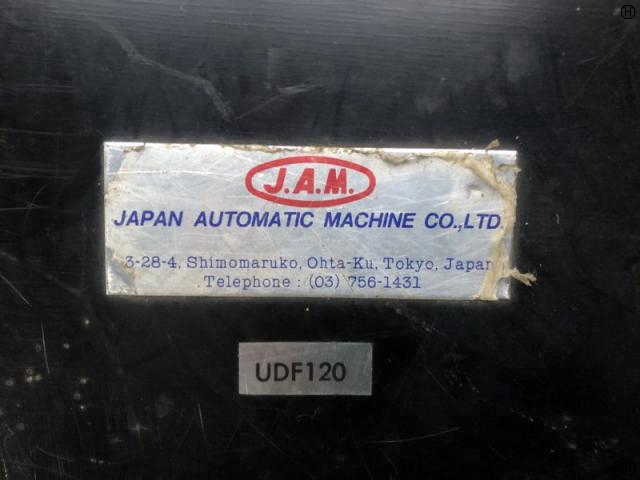 H
J.A.M.
JAPAN AUTOMATIC MACHINE CO.,LTD.
3-28-4, Shimomaruko, Ohta-Ku, Tokyo, Japan
Telephone : (03) 756-1431
UDF120